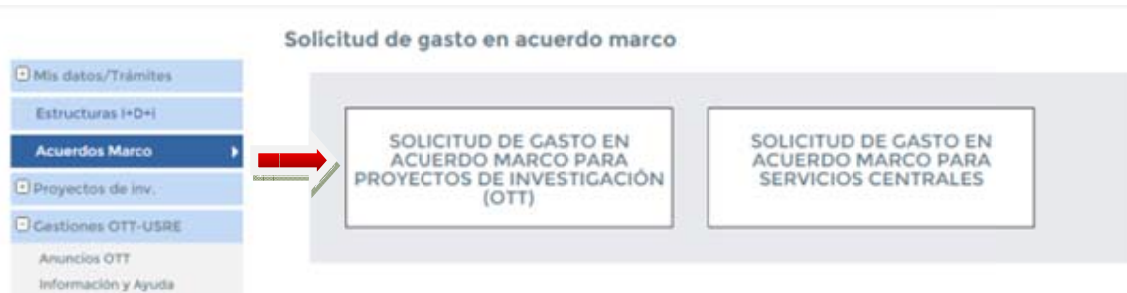 Solicitud de gasto en acuerdo marco
Mis datos/Trámites
Estructuras I+D+i
Acuerdos Marco
Proyectos de inv.
Gestiones OTT-USRE
Anuncios OTT
Información y Ayuda
SOLICITUD DE GASTO EN
ACUERDO MARCO PARA
PROYECTOS DE INVESTIGACIÓN
(OTT)
SOLICITUD DE GASTO EN
ACUERDO MARCO PARA
SERVICIOS CENTRALES